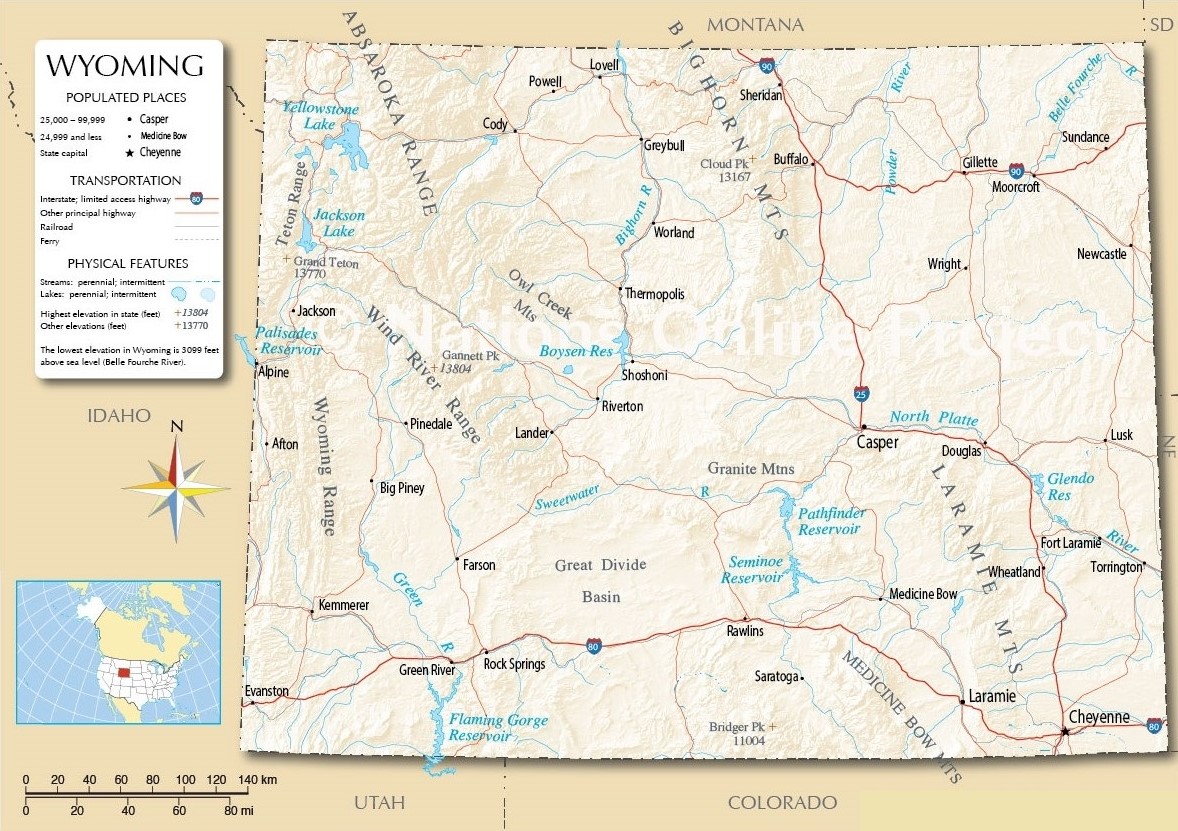 MONTANA
SD
WYOMING
POPULATED PLACES
25,000 – 99,999 • Casper
24,999 and less • Medicine Bow
State capital ★ Cheyenne
TRANSPORTATION
Interstate; limited access highway 80
Other principal highway
Railroad
Ferry
PHYSICAL FEATURES
Streams: perennial; intermittent
Lakes: perennial; intermittent
Highest elevation in state (feet) +13804
Other elevations (feet) +13770
The lowest elevation in Wyoming is 3099 feet
above sea level (Belle Fourche River).
ABSAROKA RANGE
BIGHORN MTS
Lovell
Powell
90
Sheridan
River
Powder
Belle Fourche R
Yellowstone
Lake
Cody
Greybull
Sundance
Cloud Pk +
13167
Buffalo
Gillette
90
Moorcroft
Teton Range
Jackson
Lake
Bighorn R
Worland
Newcastle
Wright
+ Grand Teton
13770
Owl Creek
Mts
Thermopolis
Jackson
Wind River Range
© Nations Online Project
Palisades
Reservoir
Gannett Pk
+13804
Boysen Res
Alpine
Shoshoni
25
Riverton
IDAHO
N
Wyoming Range
Pinedale
North Platte
River
Afton
Lander
Casper
Douglas
Lusk
NE
Granite Mtns
LARAMIE MTS
Big Piney
Sweetwater R
Glendo
Res
Pathfinder
Reservoir
Fort Laramie
Farson
Great Divide
Basin
Seminoe
Reservoir
Wheatland
Torrington
Green R
Kemmerer
Medicine Bow
Rawlins
80
Green River
Rock Springs
Saratoga
MEDICINE BOW MTS
Evanston
Laramie
Flaming Gorge
Reservoir
Bridger Pk +
11004
Cheyenne
80
0 20 40 60 80 100 120 140 km
0 20 40 60 80 mi
UTAH
COLORADO